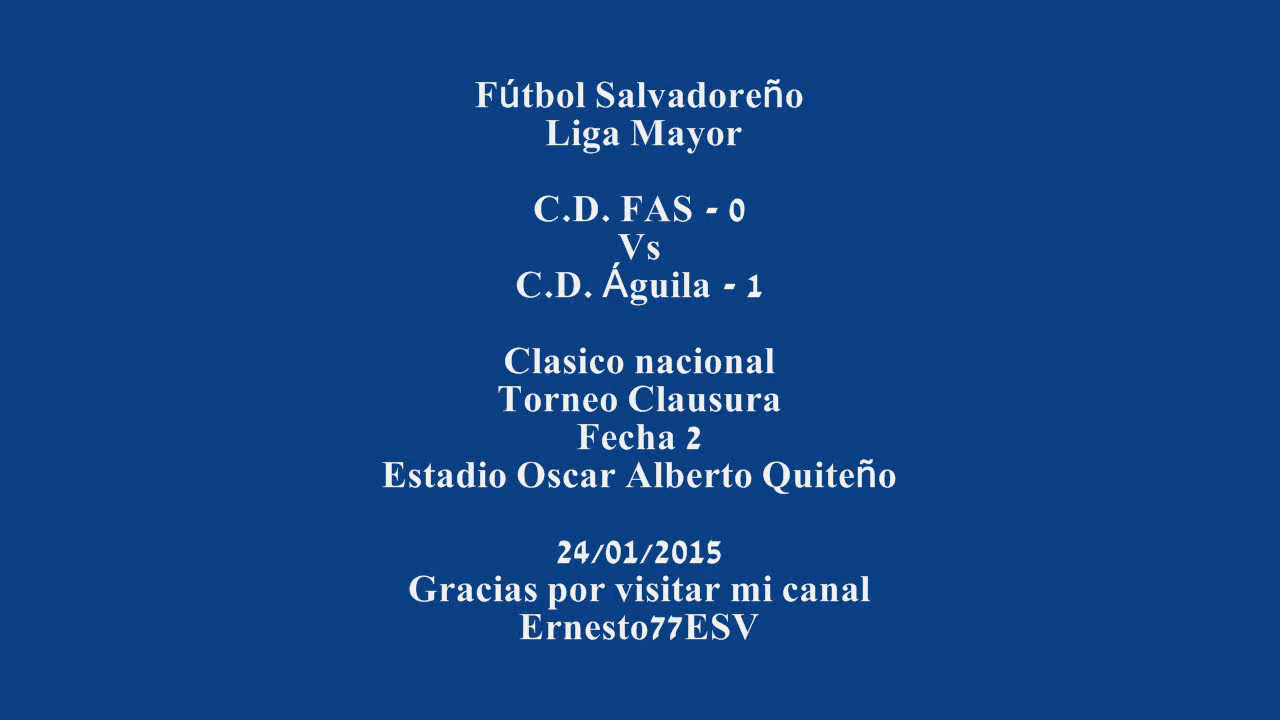 Fútbol Salvadoreño
Liga Mayor
C.D. FAS - 0
Vs
C.D. Águila - 1
Clasico nacional
Torneo Clausura
Fecha 2
Estadio Oscar Alberto Quiteño
24/01/2015
Gracias por visitar mi canal
Ernesto77ESV